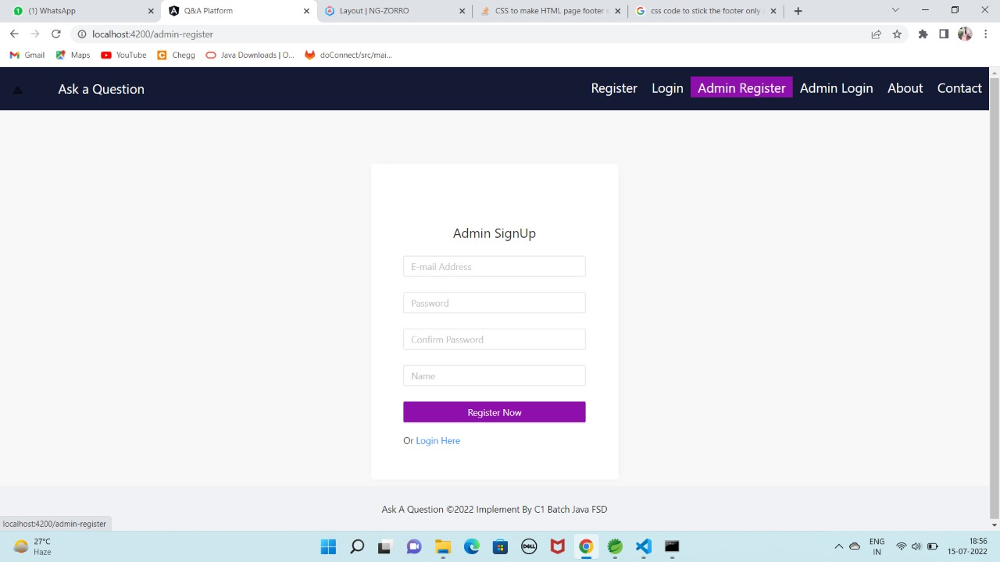 (1) WhatsApp
Q&A Platform
Layout | NG-ZORRO
CSS to make HTML page footer s
css code to stick the footer only a
localhost:4200/admin-register
Gmail
Maps
YouTube
Chegg
Java Downloads | O...
doConnect/src/mai...
Ask a Question
Register
Login
Admin Register
Admin Login
About
Contact
Admin SignUp
E-mail Address
Password
Confirm Password
Name
Register Now
Or Login Here
Ask A Question ©2022 Implement By C1 Batch Java FSD
localhost:4200/admin-register
27°C
Haze
DELL
ENG
IN
18:56
15-07-2022